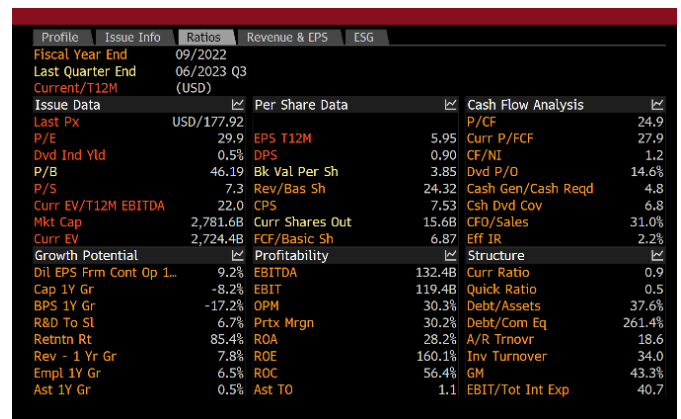 Profile Issue Info Ratios Revenue & EPS ESG
Fiscal Year End 09/2022
Last Quarter End 06/2023 Q3
Current/T12M (USD)
Issue Data Per Share Data Cash Flow Analysis
Last Px USD/177.92 P/CF 24.9
P/E 29.9 EPS T12M 5.95 Curr P/FCF 27.9
Dvd Ind Yld 0.5% DPS 0.90 CF/NI 1.2
P/B 46.19 Bk Val Per Sh 3.85 Dvd P/O 14.6%
P/S 7.3 Rev/Bas Sh 24.32 Cash Gen/Cash Reqd 4.8
Curr EV/T12M EBITDA 22.0 CPS 7.53 Csh Dvd Cov 6.8
Mkt Cap 2,781.6B Curr Shares Out 15.6B CFO/Sales 31.0%
Curr EV 2,724.4B FCF/Basic Sh 6.87 Eff IR 2.2%
Growth Potential Profitability Structure
Dil EPS Frm Cont Op 1... 9.2% EBITDA 132.4B Curr Ratio 0.9
Cap 1Y Gr -8.2% EBIT 119.4B Quick Ratio 0.5
BPS 1Y Gr -17.2% OPM 30.3% Debt/Assets 37.6%
R&D To Sl 6.7% Prtx Mrgn 30.2% Debt/Com Eq 261.4%
Retntn Rt 85.4% ROA 28.2% A/R Trnovr 18.6
Rev - 1 Yr Gr 7.8% ROE 160.1% Inv Turnover 34.0
Empl 1Y Gr 6.5% ROC 56.4% GM 43.3%
Ast 1Y Gr 0.5% Ast TO 1.1 EBIT/Tot Int Exp 40.7